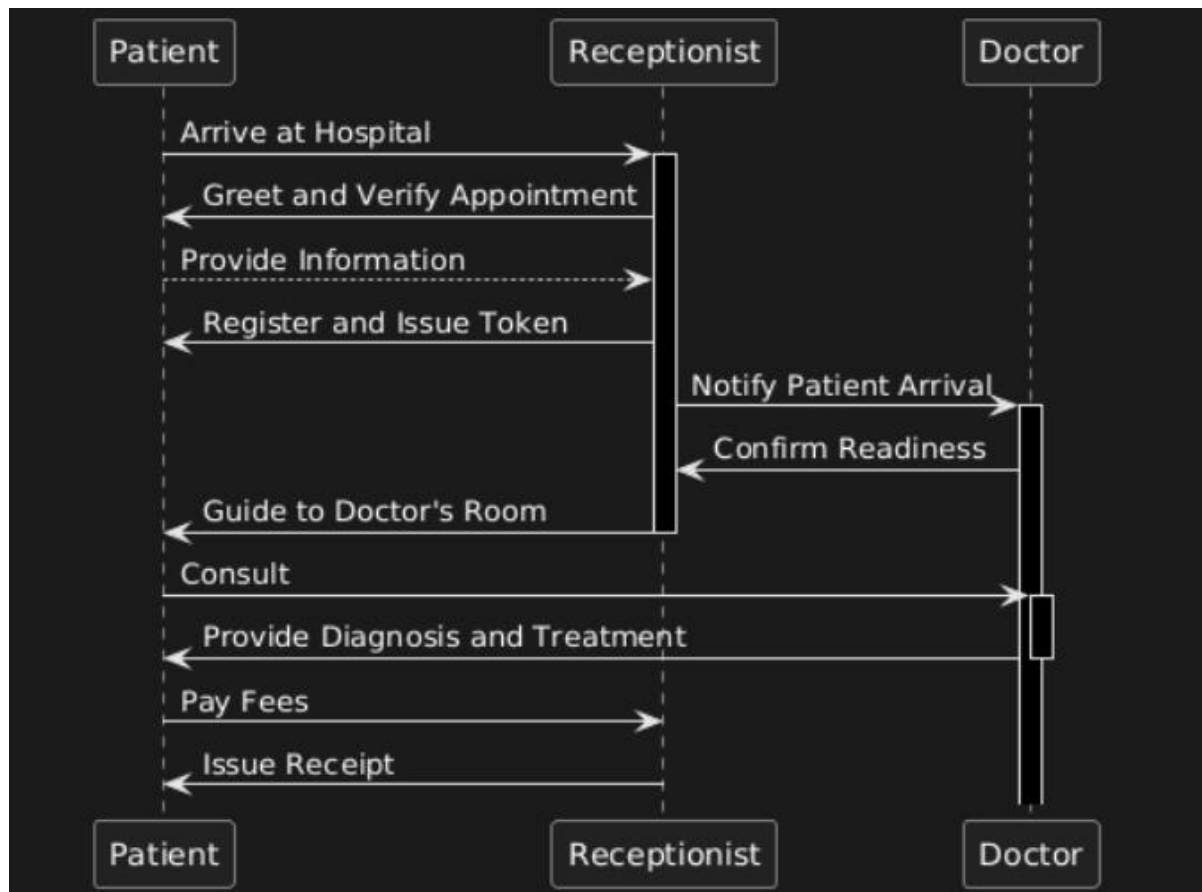 Patient
Receptionist
Doctor
Arrive at Hospital
Greet and Verify Appointment
Provide Information
Register and Issue Token
Notify Patient Arrival
Confirm Readiness
Guide to Doctor's Room
Consult
Provide Diagnosis and Treatment
Pay Fees
Issue Receipt
Patient
Receptionist
Doctor